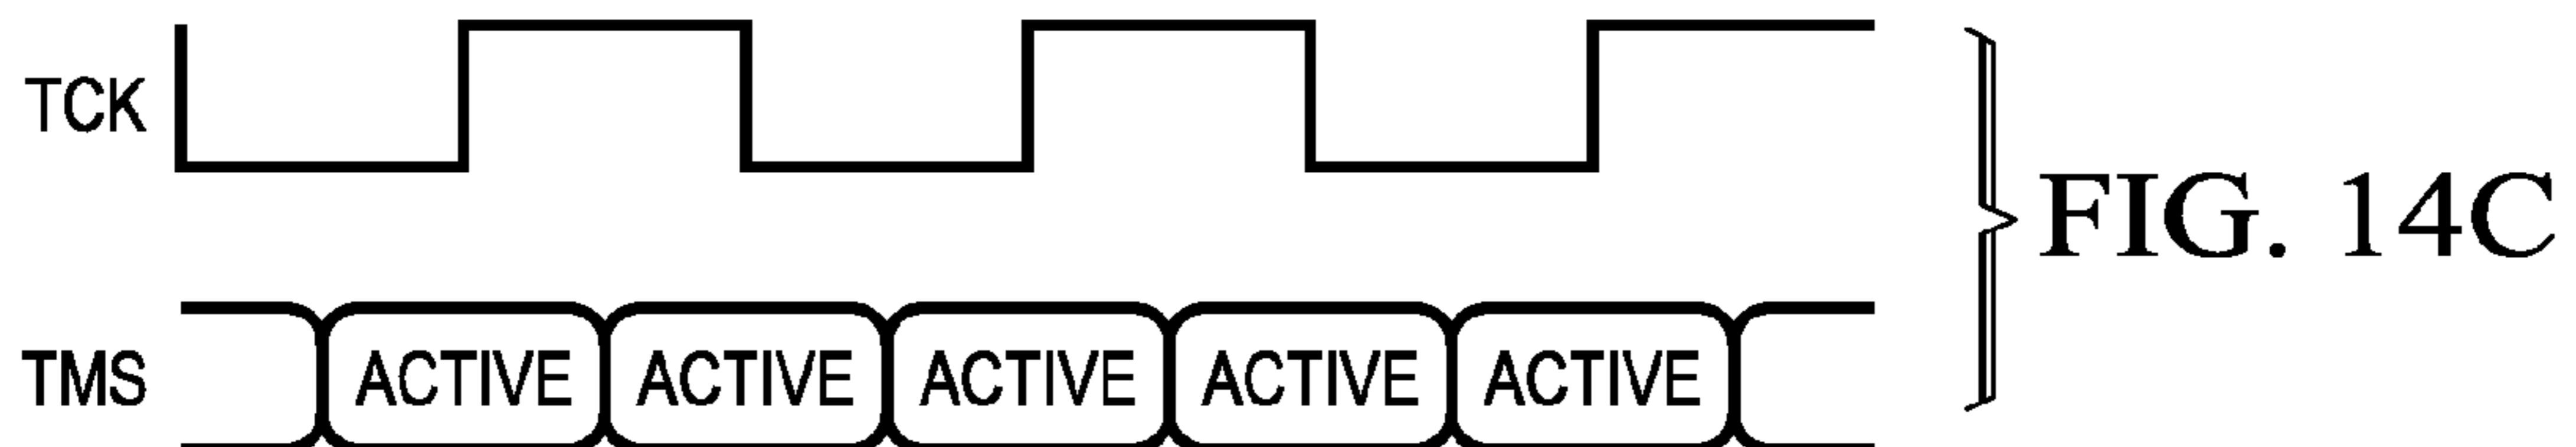 TCK
FIG. 14C
TMS ACTIVE ACTIVE ACTIVE ACTIVE ACTIVE